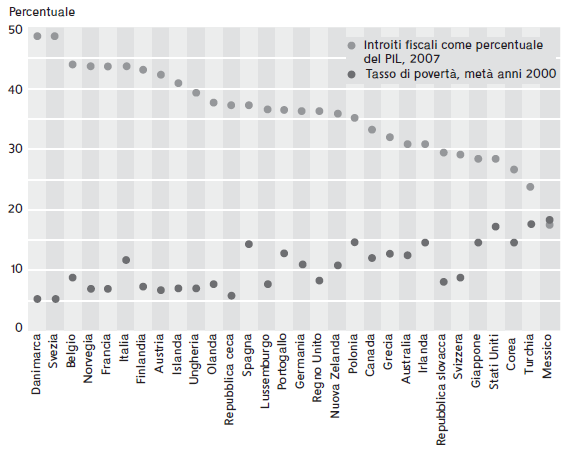 Percentuale
50
Introiti fiscali come percentuale
del PIL, 2007
Tasso di povertà, metà anni 2000
40
30
20
10
0
Danimarca
Svezia
Belgio
Norvegia
Francia
Italia
Finlandia
Austria
Islanda
Ungheria
Olanda
Repubblica ceca
Spagna
Lussemburgo
Portogallo
Germania
Regno Unito
Nuova Zelanda
Polonia
Canada
Grecia
Australia
Irlanda
Repubblica slovacca
Svizzera
Giappone
Stati Uniti
Corea
Turchia
Messico